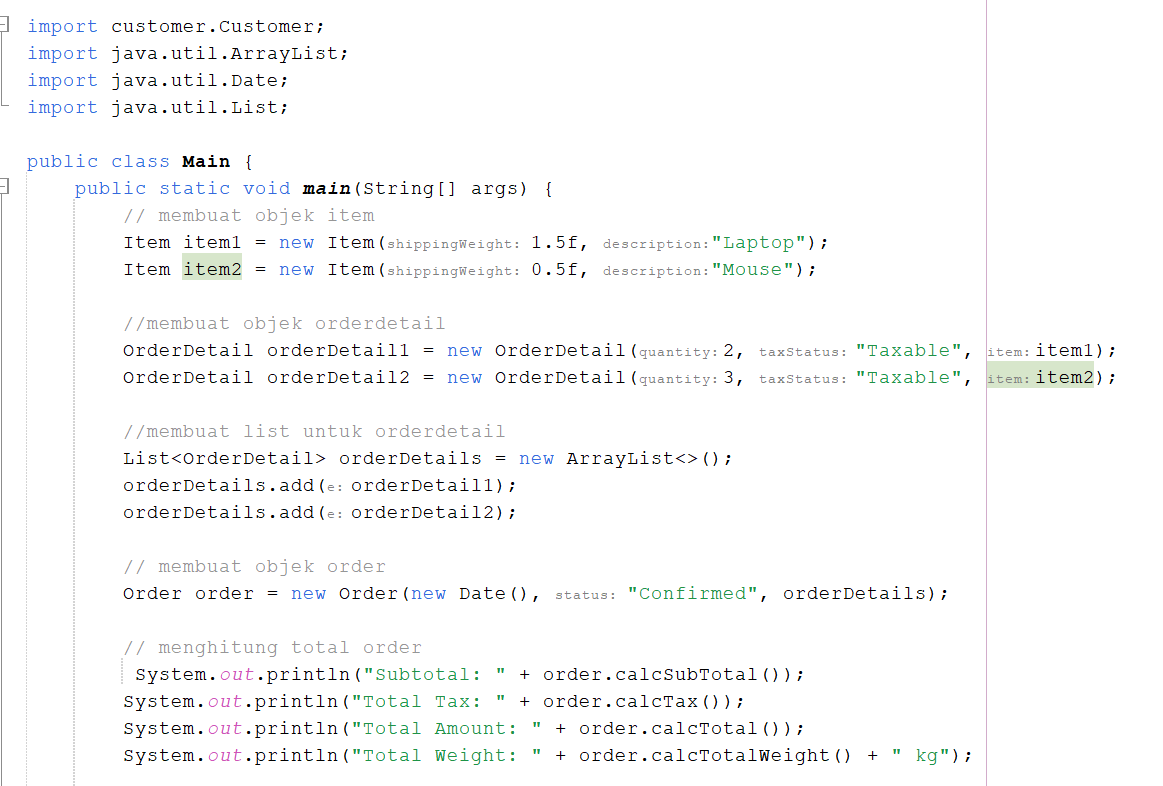 import customer.Customer;
import java.util.ArrayList;
import java.util.Date;
import java.util.List;
public class Main {
public static void main(String[] args) {
// membuat objek item
Item item1 = new Item(shippingWeight: 1.5f, description:"Laptop");
Item item2 = new Item(shippingWeight: 0.5f, description:"Mouse");
//membuat objek orderdetail
OrderDetail orderDetail1 = new OrderDetail(quantity: 2, taxStatus: "Taxable", item: item1);
OrderDetail orderDetail2 = new OrderDetail(quantity: 3, taxStatus: "Taxable", item: item2);
//membuat list untuk orderdetail
List<OrderDetail> orderDetails = new ArrayList<>();
orderDetails.add(e: orderDetail1);
orderDetails.add(e: orderDetail2);
// membuat objek order
Order order = new Order(new Date(), status: "Confirmed", orderDetails);
// menghitung total order
System.out.println("Subtotal: " + order.calcSubTotal());
System.out.println("Total Tax: " + order.calcTax());
System.out.println("Total Amount: " + order.calcTotal());
System.out.println("Total Weight: " + order.calcTotalWeight() + " kg");